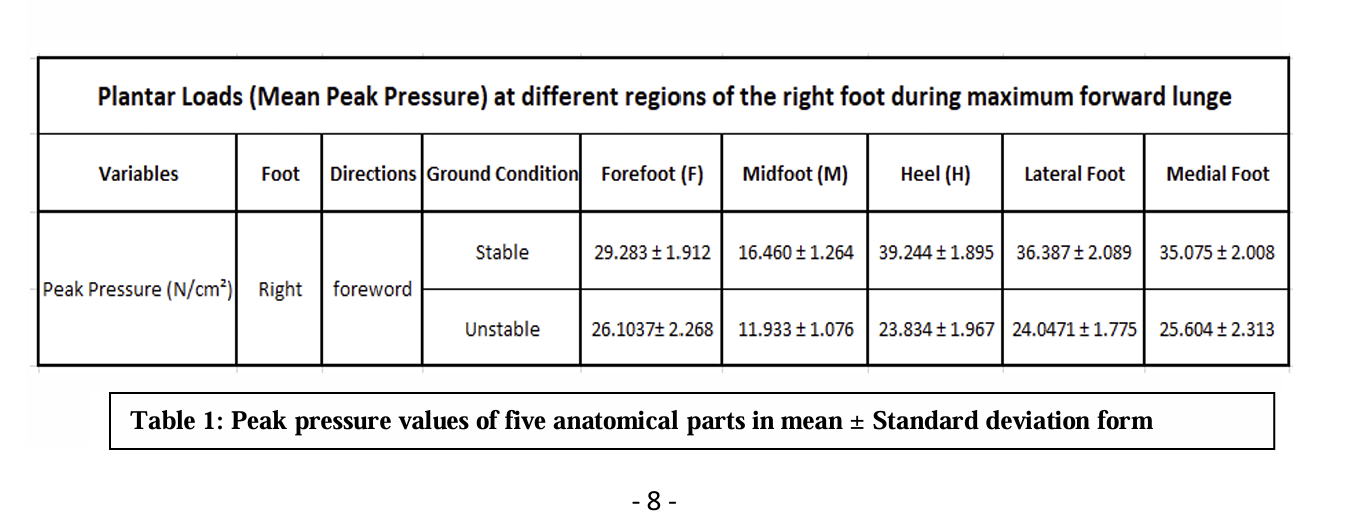 Plantar Loads (Mean Peak Pressure) at different regions of the right foot during maximum forward lunge
Variables Foot Directions Ground Condition Forefoot (F) Midfoot (M) Heel (H) Lateral Foot Medial Foot
Stable 29.283 ± 1.912 16.460 ± 1.264 39.244 ± 1.895 36.387 ± 2.089 35.075 ± 2.008
Peak Pressure (N/cm²) Right foreword
Unstable 26.1037± 2.268 11.933 ± 1.076 23.834 ± 1.967 24.0471 ± 1.775 25.604 ± 2.313
Table 1: Peak pressure values of five anatomical parts in mean ± Standard deviation form
- 8 -